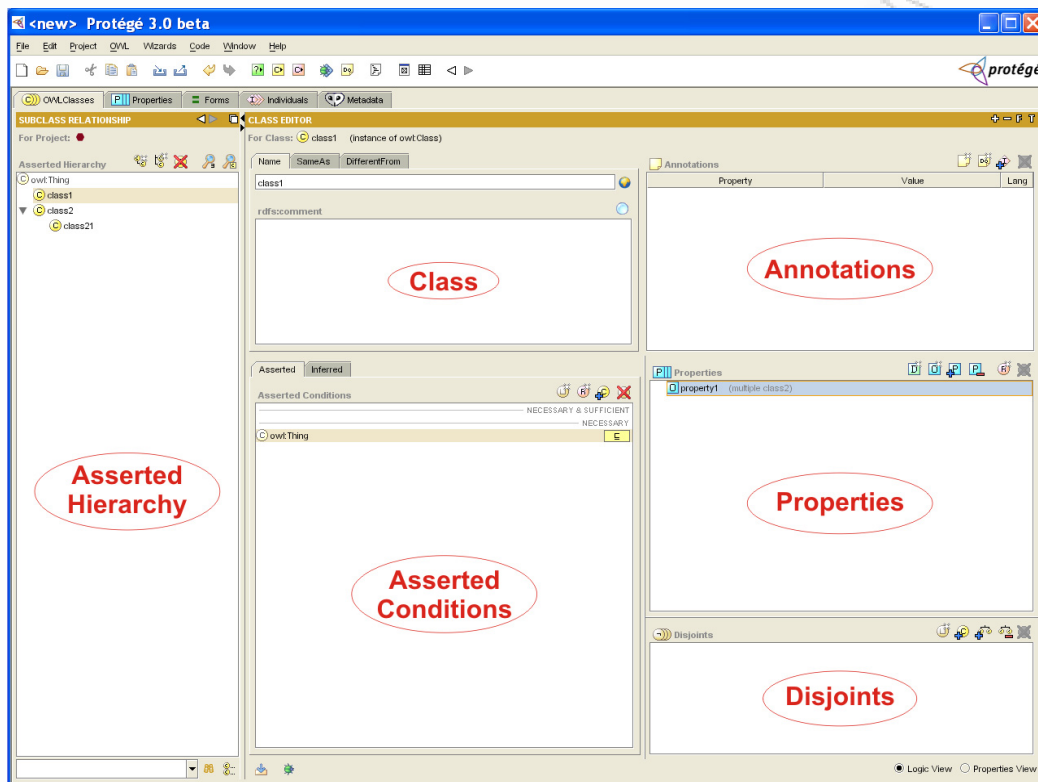 <new> Protégé 3.0 beta
File Edit Project OWL Wizards Code Window Help
protégé
OWLClasses Properties Forms Individuals Metadata
SUBCLASS RELATIONSHIP
For Project:
Asserted Hierarchy
owl:Thing
class1
class2
class21
Asserted
Hierarchy
CLASS EDITOR
For Class: class1 (instance of owl:Class)
Name SameAs DifferentFrom
class1
rdfs:comment
Class
Annotations
Property Value Lang
Annotations
Asserted Inferred
Asserted Conditions
NECESSARY & SUFFICIENT
NECESSARY
owl:Thing
Asserted
Conditions
Properties
property1 (multiple class2)
Properties
Disjoints
Disjoints
Logic View Properties View